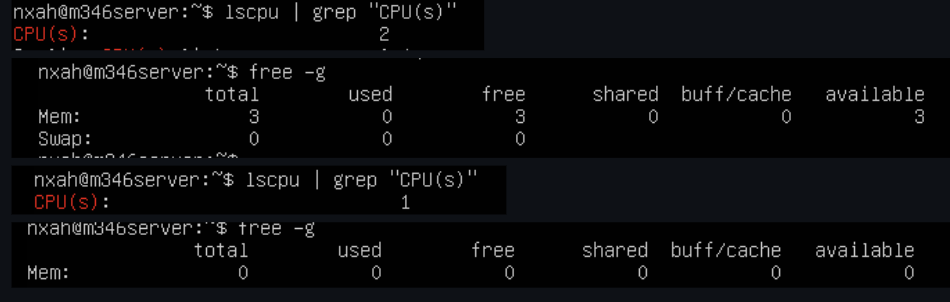 nxah@m346server:~$ lscpu | grep "CPU(s)"
CPU(s): 2
nxah@m346server:~$ free -g
total used free shared buff/cache available
Mem: 3 0 3 0 0 3
Swap: 0 0 0
nxah@m346server:~$
nxah@m346server:~$ lscpu | grep "CPU(s)"
CPU(s): 1
nxah@m346server:~$ free -g
total used free shared buff/cache available
Mem: 0 0 0 0 0 0